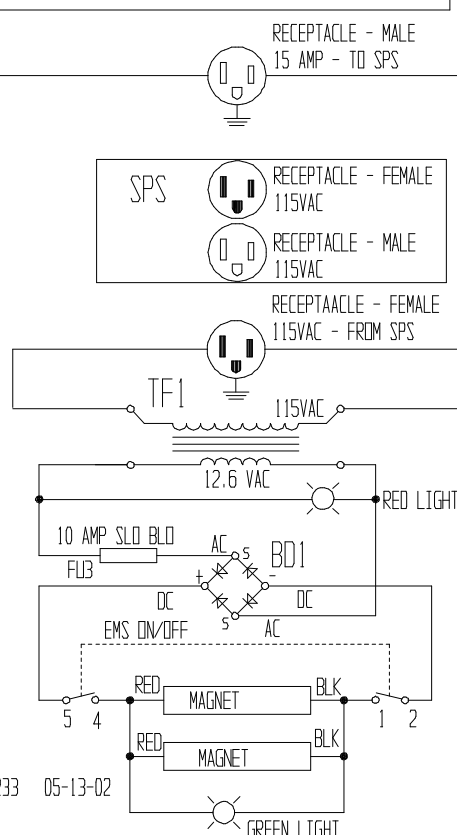 RECEPTACLE - MALE
15 AMP - TO SPS
SPS
RECEPTACLE - FEMALE
115VAC
RECEPTACLE - MALE
115VAC
RECEPTAACLE - FEMALE
115VAC - FROM SPS
TF1
115VAC
12.6 VAC
RED LIGHT
10 AMP SLO BLO
FU3
AC
S
BD1
+
-
DC
DC
S
AC
EMS ON/OFF
RED
MAGNET
BLK
5 4
1 2
RED
MAGNET
BLK
233 05-13-02
GREEN LIGHT